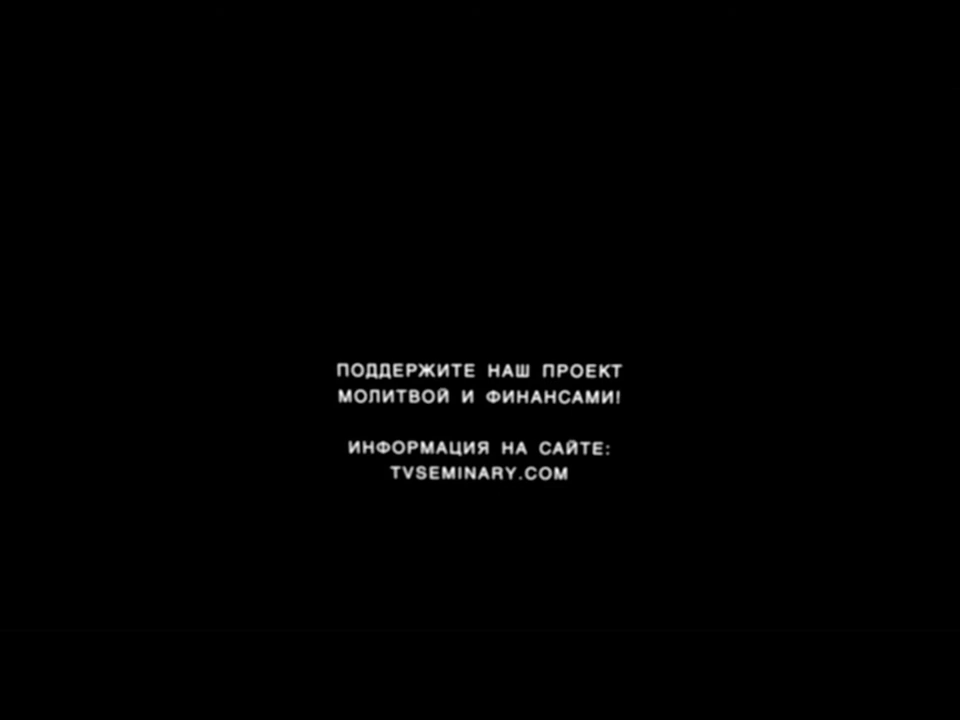 ПОДДЕРЖИТЕ НАШ ПРОЕКТ
МОЛИТВОЙ И ФИНАНСАМИ!
ИНФОРМАЦИЯ НА САЙТЕ:
TVSEMINARY.COM